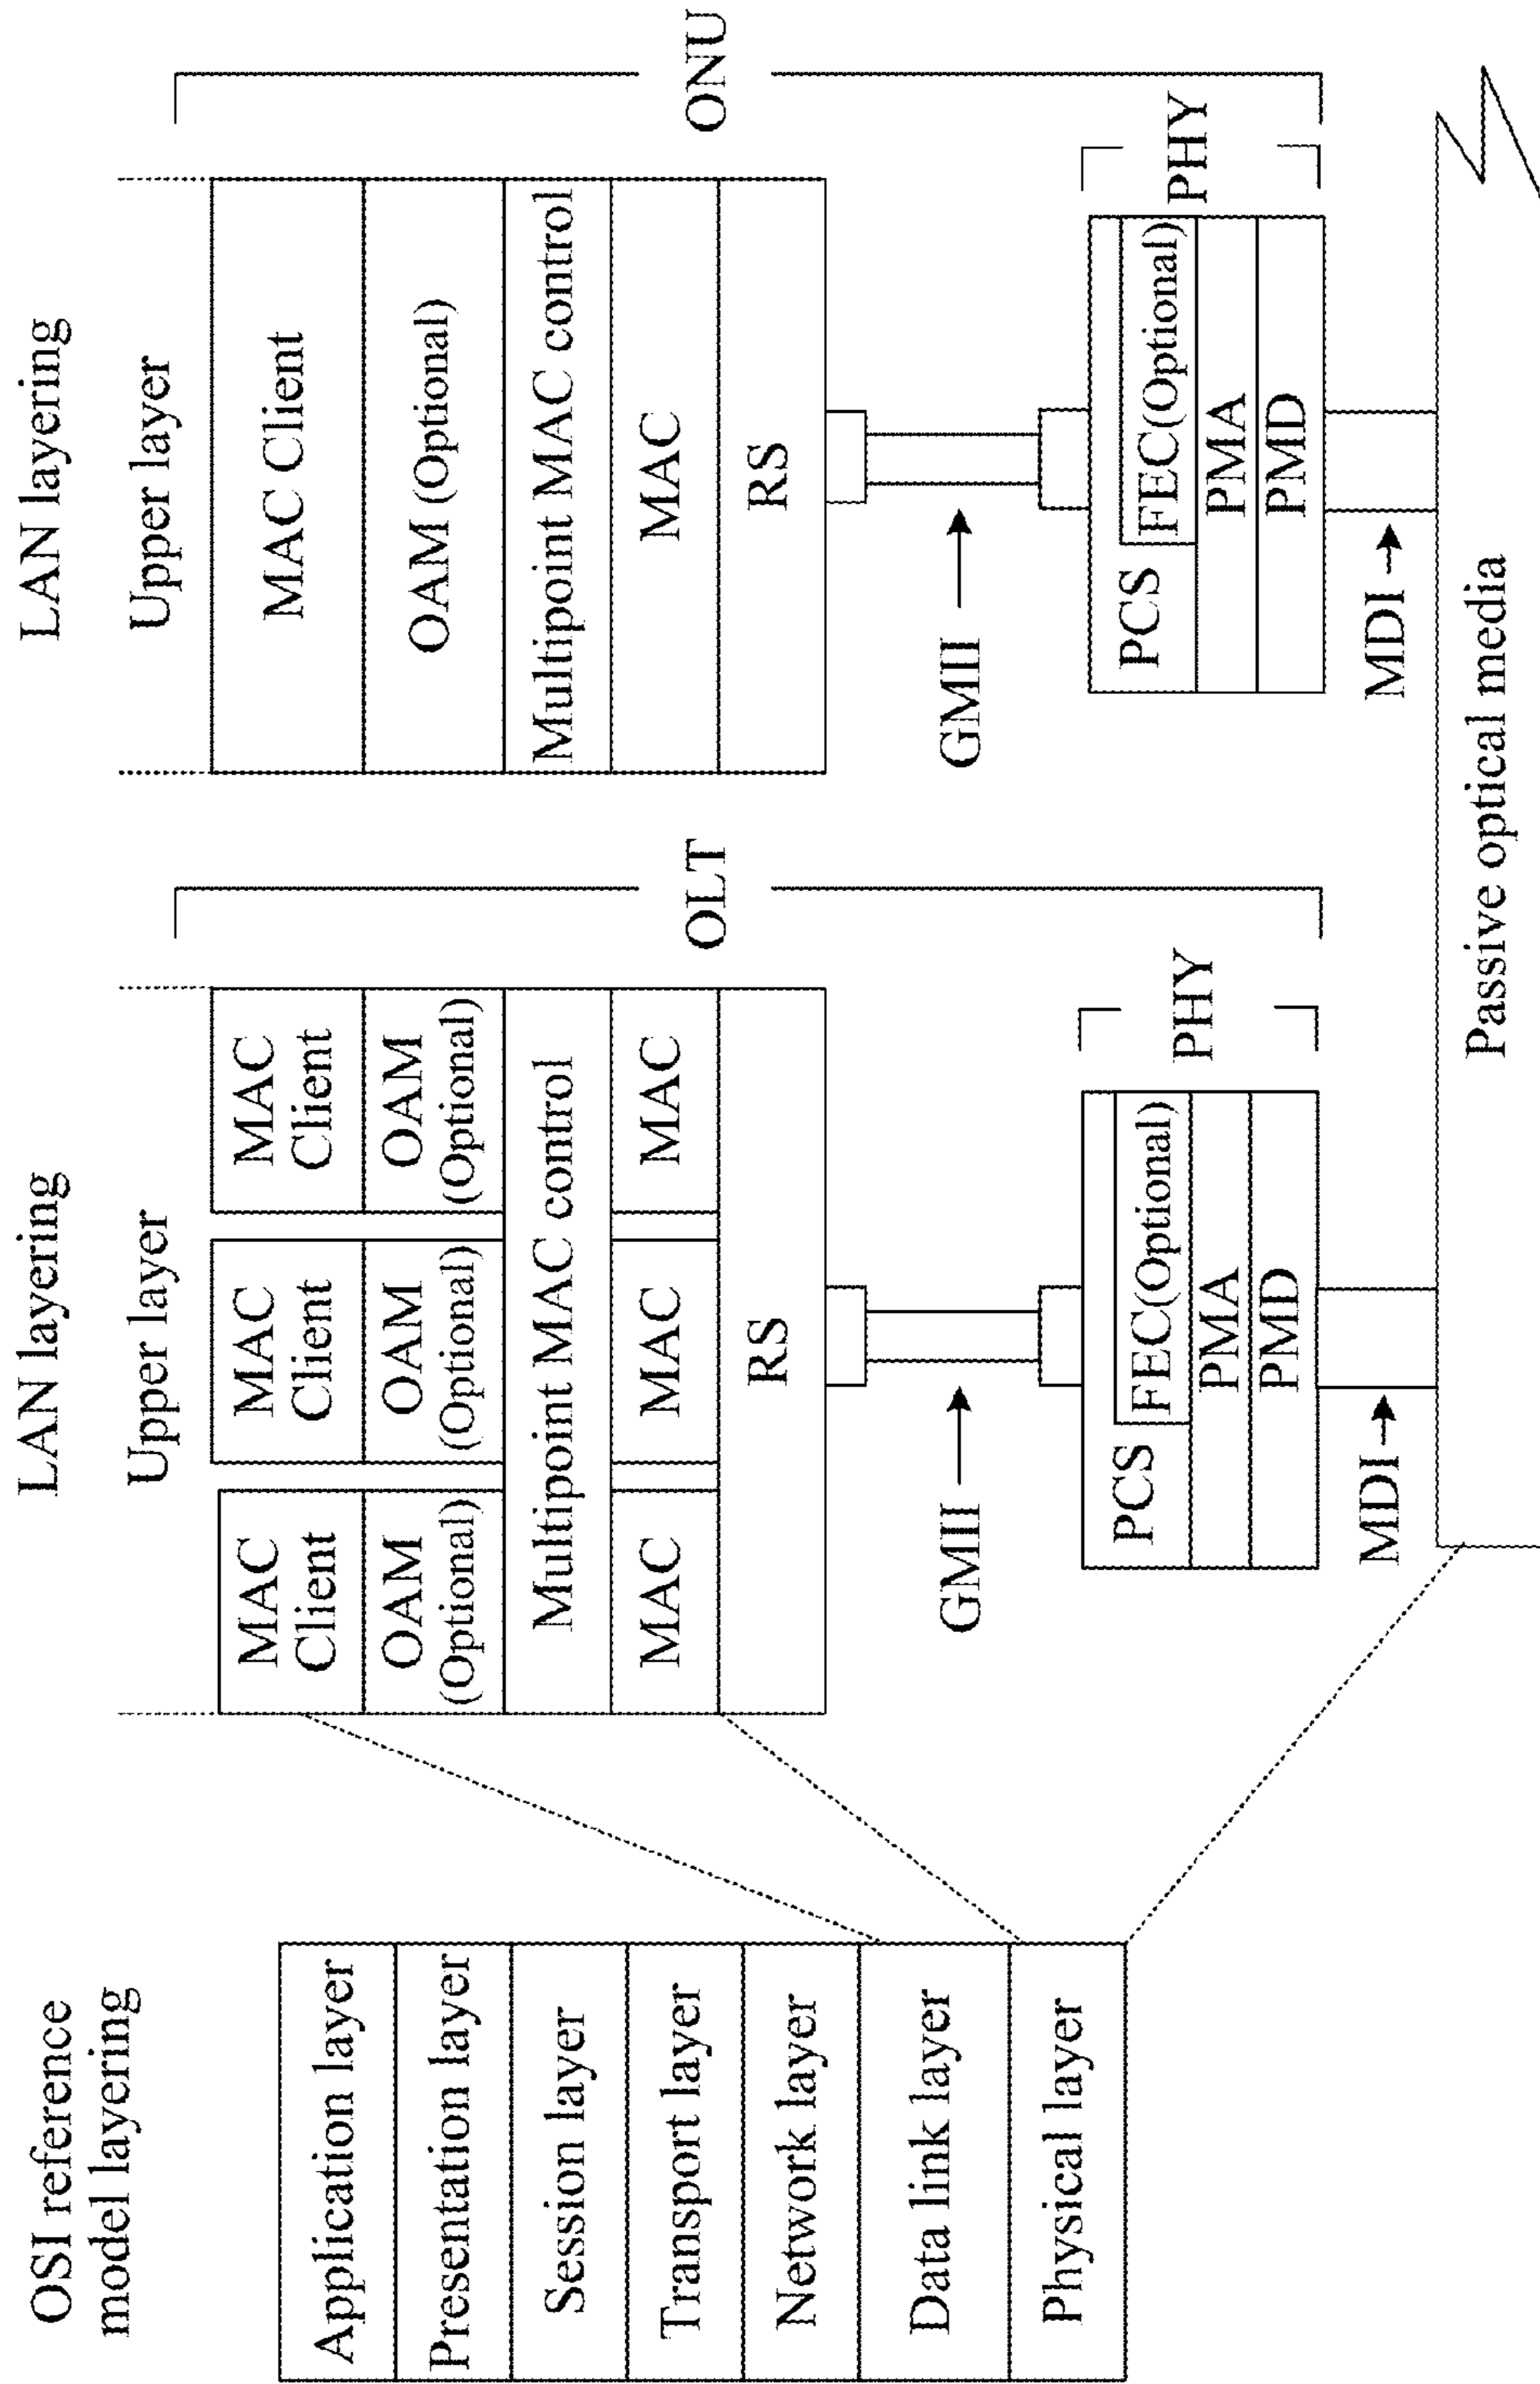 OSI reference
model layering
Application layer
Presentation layer
Session layer
Transport layer
Network layer
Data link layer
Physical layer
LAN layering
Upper layer
MAC
Client
MAC
Client
MAC
Client
OAM
(Optional)
OAM
(Optional)
OAM
(Optional)
Multipoint MAC control
MAC
MAC
MAC
RS
OLT
GMII
PCS
FEC(Optional)
PMA
PMD
PHY
MDI
LAN layering
Upper layer
MAC Client
OAM (Optional)
Multipoint MAC control
MAC
RS
ONU
GMII
PCS
FEC(Optional)
PMA
PMD
PHY
MDI
Passive optical media